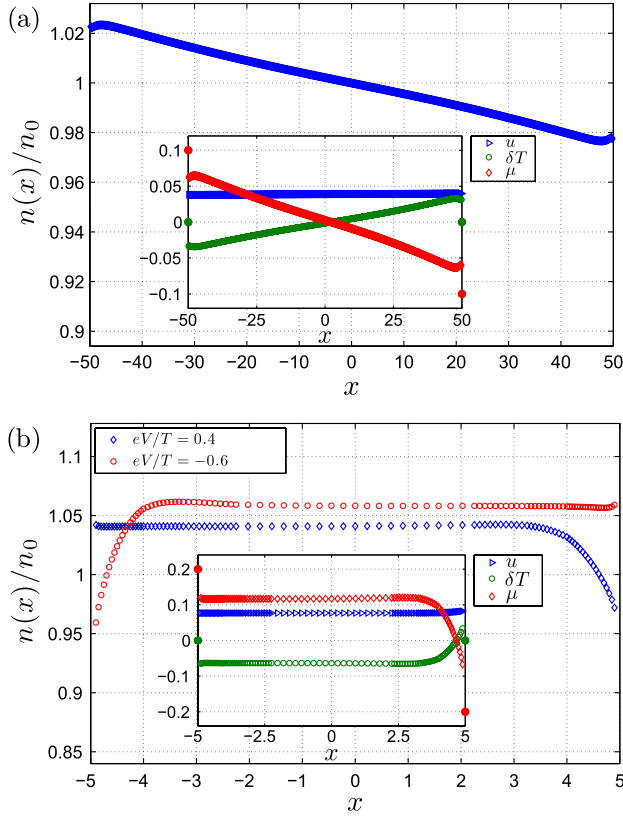 (a)
n(x)/n₀
1.02
1
0.98
0.96
0.94
0.92
0.9
−50 −40 −30 −20 −10 0 10 20 30 40 50
x
0.1
0.05
0
−0.05
−0.1
−50 −25 0 25 50
x
u
δT
μ
(b)
n(x)/n₀
1.1
1.05
1
0.95
0.9
0.85
−5 −4 −3 −2 −1 0 1 2 3 4 5
x
eV/T = 0.4
eV/T = −0.6
0.2
0.1
0
−0.1
−0.2
−5 −2.5 0 2.5 5
x
u
δT
μ